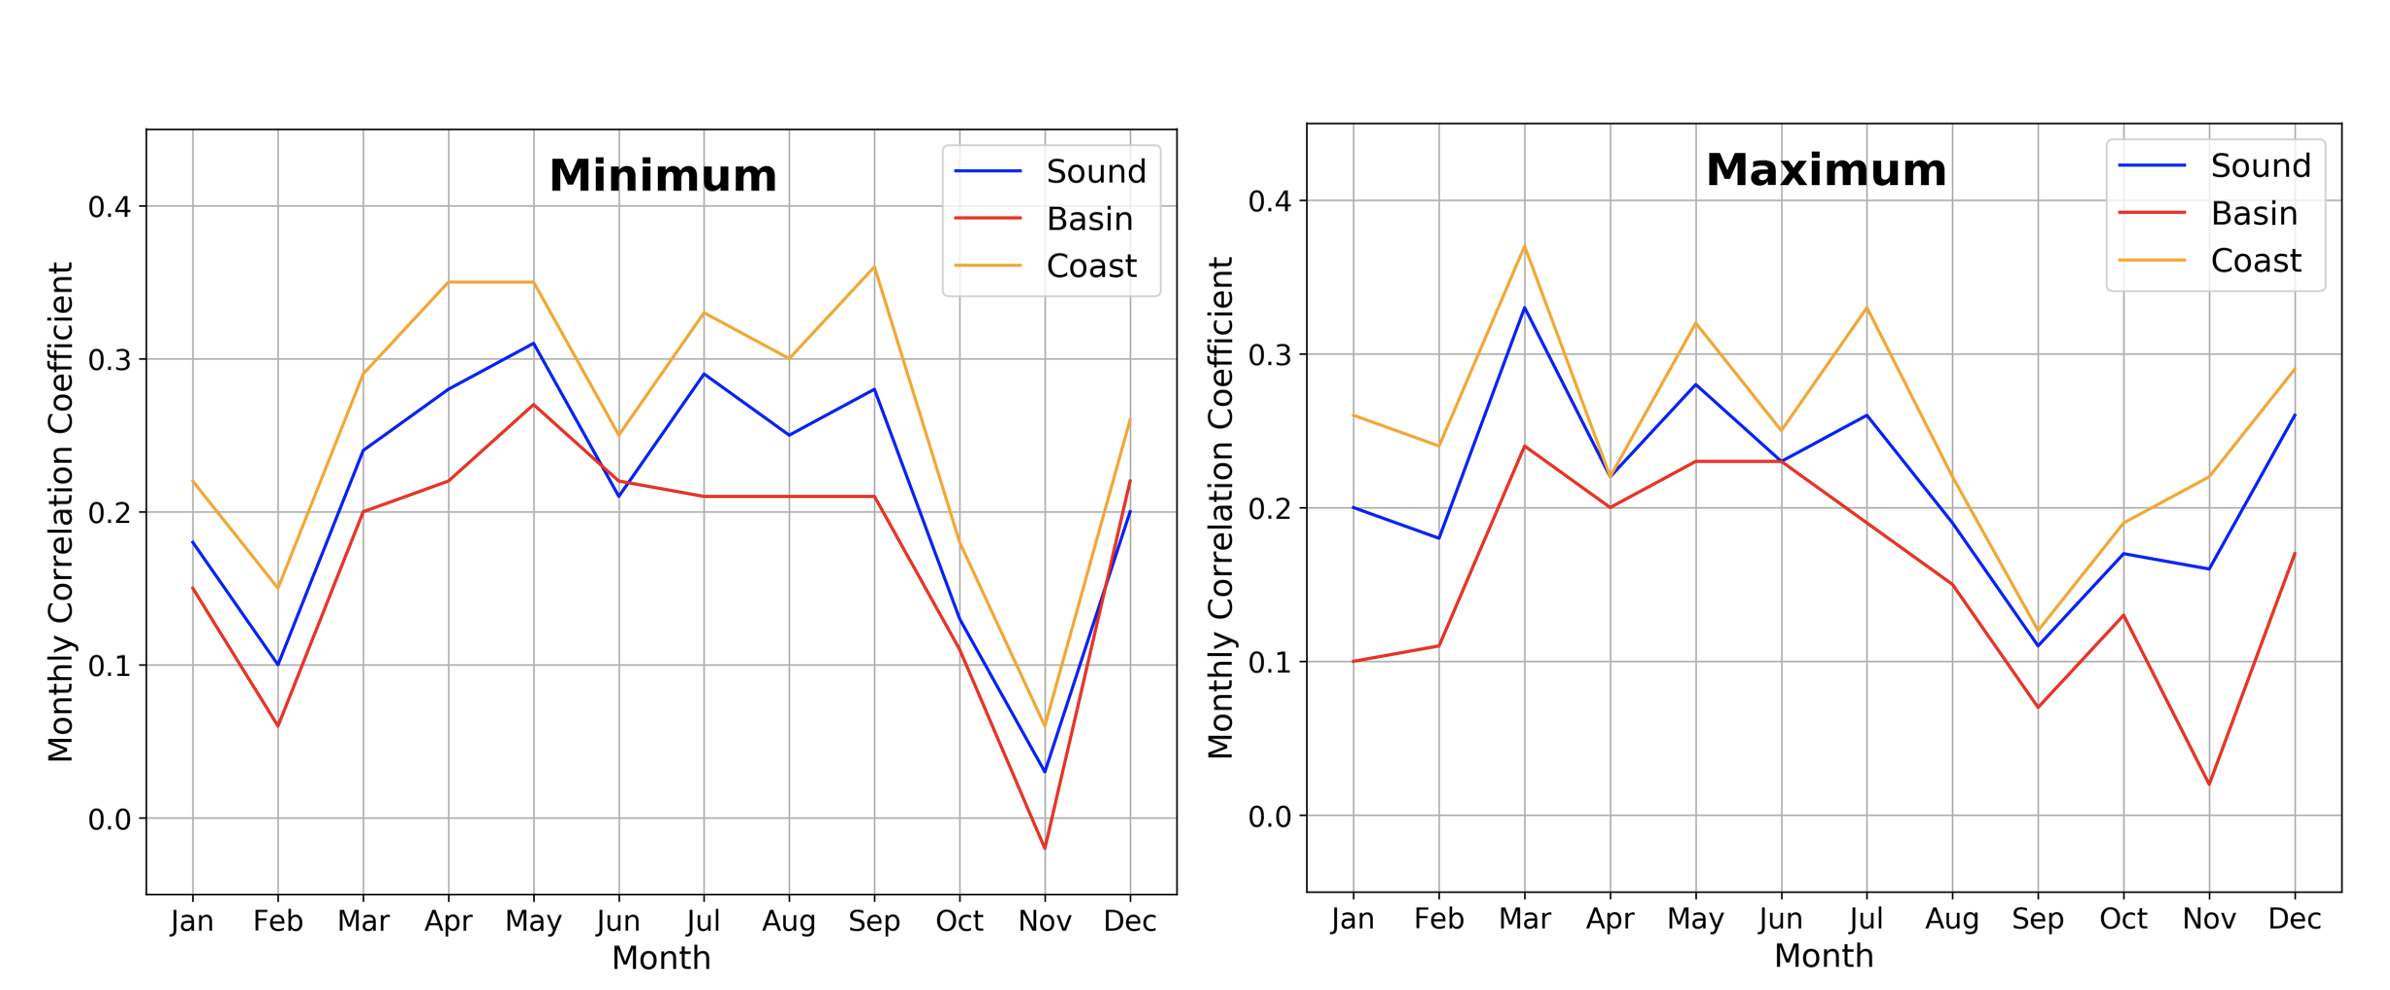 Minimum
Sound
Basin
Coast
0.4
0.3
0.2
0.1
0.0
Monthly Correlation Coefficient
Jan Feb Mar Apr May Jun Jul Aug Sep Oct Nov Dec
Month
Maximum
Sound
Basin
Coast
0.4
0.3
0.2
0.1
0.0
Monthly Correlation Coefficient
Jan Feb Mar Apr May Jun Jul Aug Sep Oct Nov Dec
Month